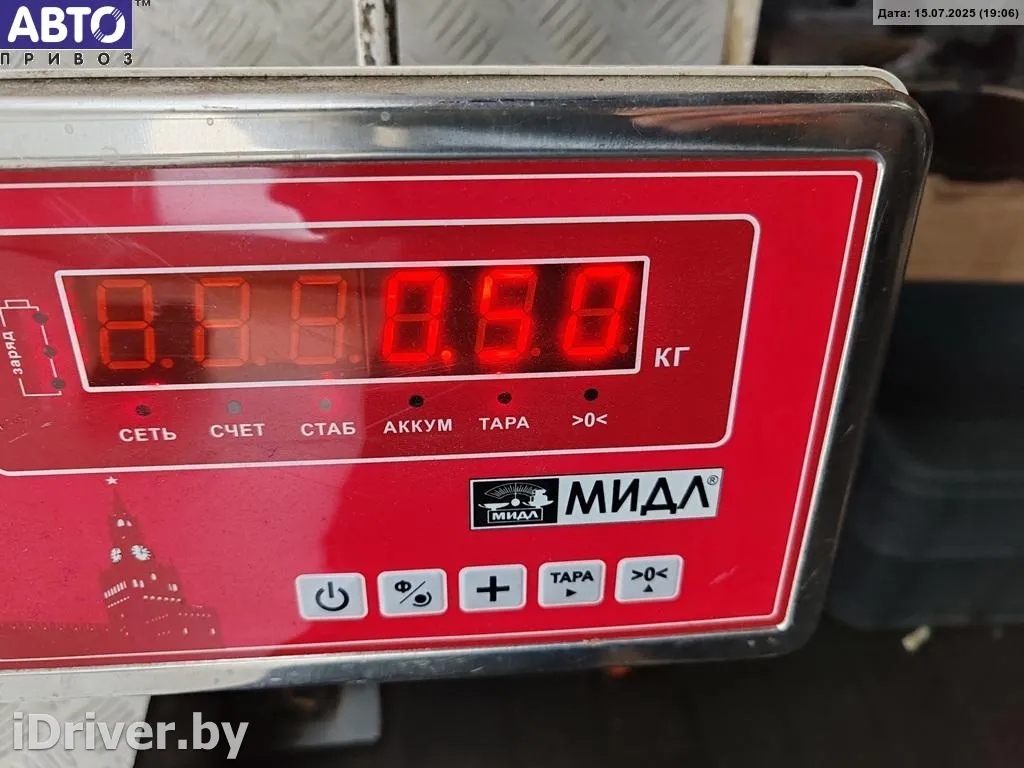 АВТО™
ПРИВОЗ
Дата: 15.07.2025 (19:06)
заряд
0.50 КГ
СЕТЬ СЧЕТ СТАБ АККУМ ТАРА >0<
МИДЛ МИДЛ®
Ф/ + ТАРА >0<
iDriver.by